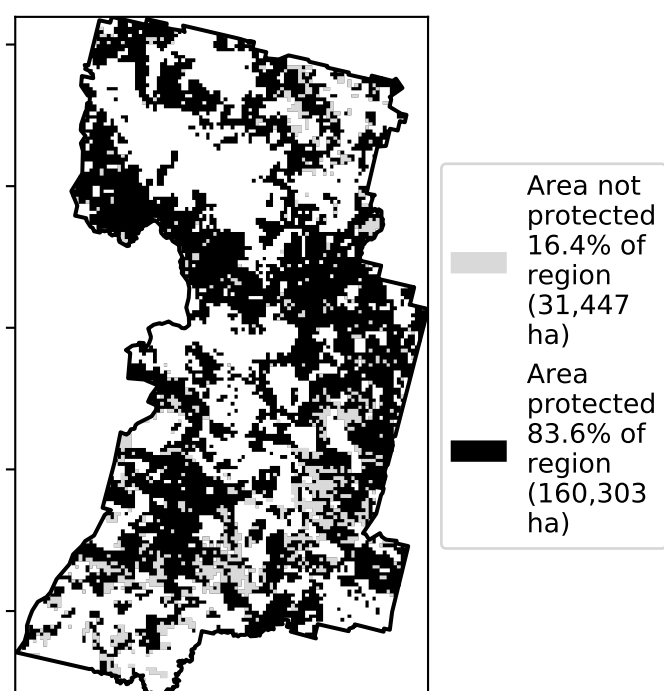 Area not
protected
16.4% of
region
(31,447
ha)
Area
protected
83.6% of
region
(160,303
ha)